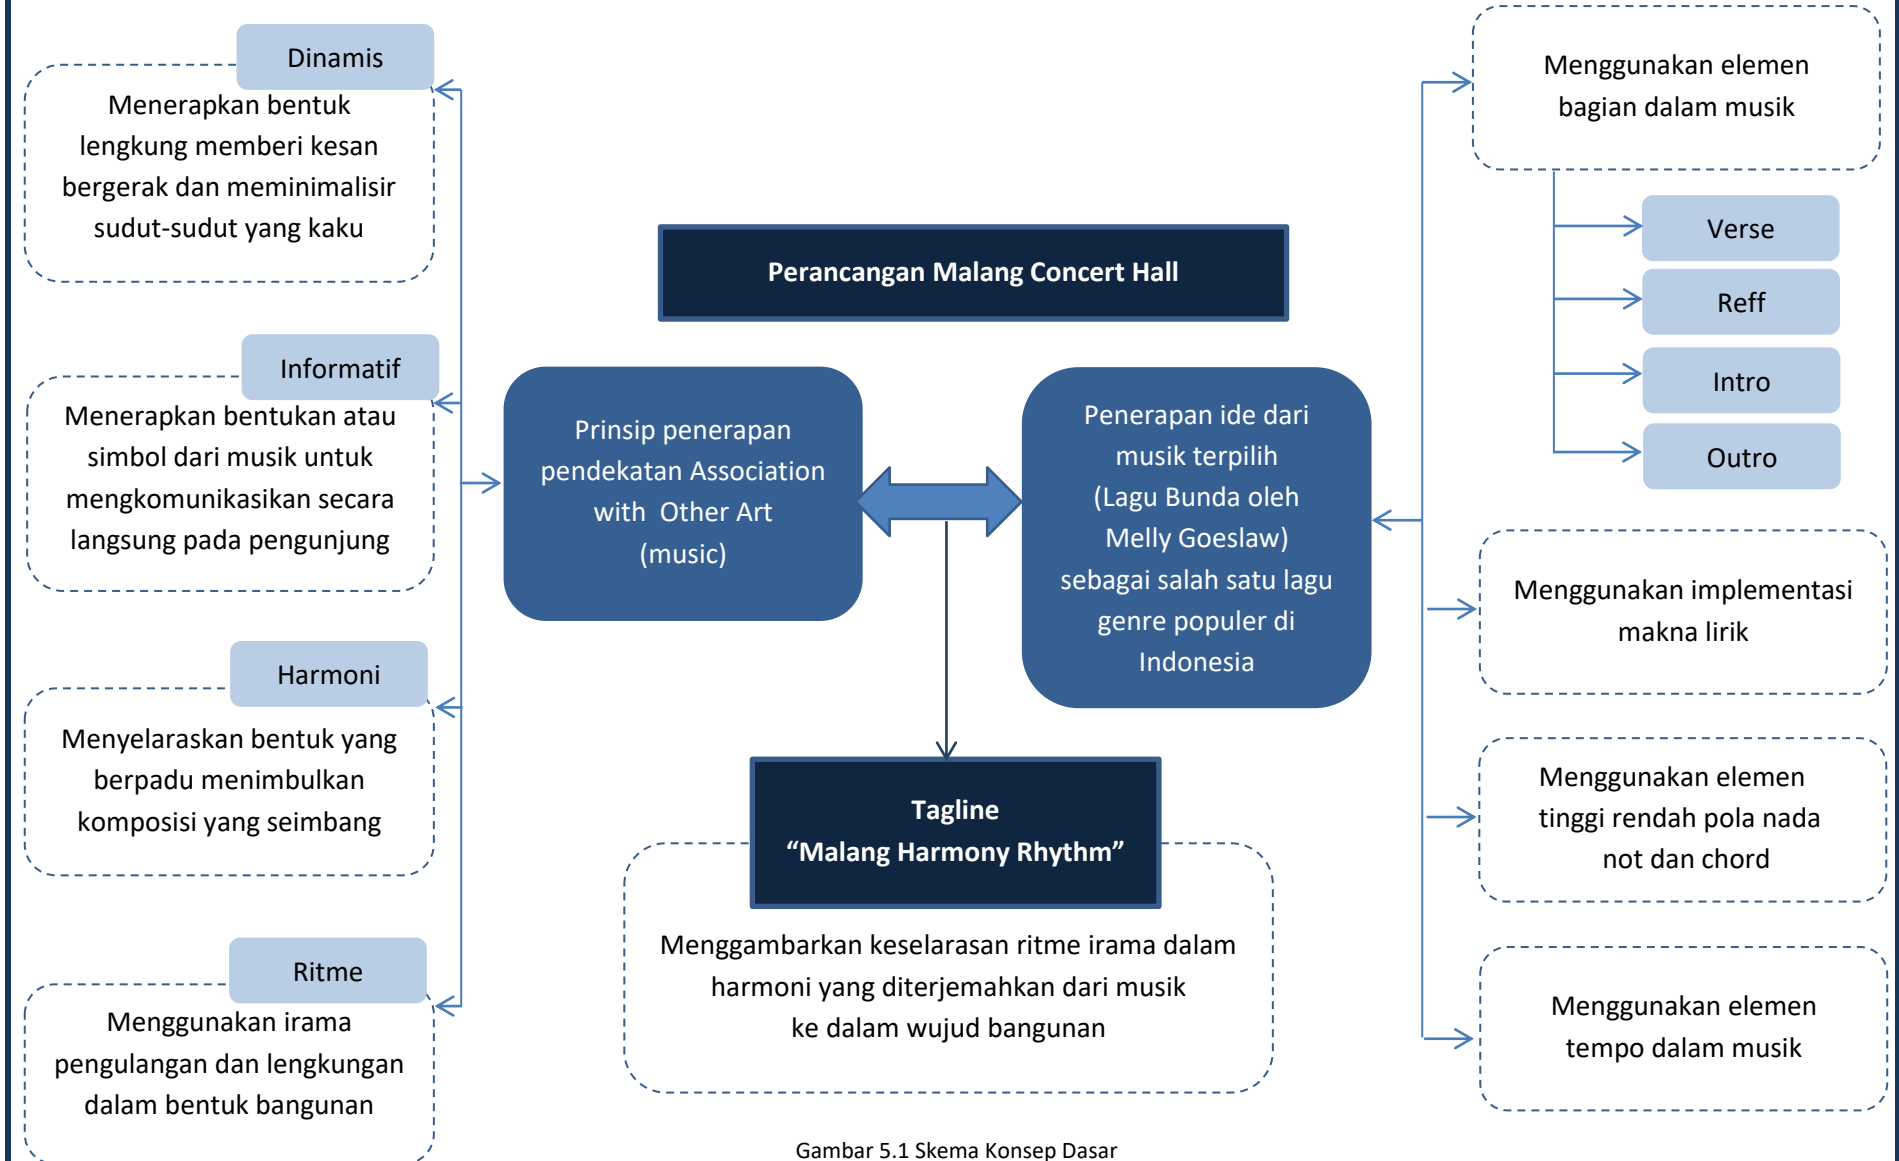 Dinamis
Menerapkan bentuk
lengkung memberi kesan
bergerak dan meminimalisir
sudut-sudut yang kaku
Informatif
Menerapkan bentukan atau
simbol dari musik untuk
mengkomunikasikan secara
langsung pada pengunjung
Harmoni
Menyelaraskan bentuk yang
berpadu menimbulkan
komposisi yang seimbang
Ritme
Menggunakan irama
pengulangan dan lengkungan
dalam bentuk bangunan
Perancangan Malang Concert Hall
Prinsip penerapan
pendekatan Association
with Other Art
(music)
Penerapan ide dari
musik terpilih
(Lagu Bunda oleh
Melly Goeslaw)
sebagai salah satu lagu
genre populer di
Indonesia
Tagline
“Malang Harmony Rhythm”
Menggambarkan keselarasan ritme irama dalam
harmoni yang diterjemahkan dari musik
ke dalam wujud bangunan
Menggunakan elemen
bagian dalam musik
Verse
Reff
Intro
Outro
Menggunakan implementasi
makna lirik
Menggunakan elemen
tinggi rendah pola nada
not dan chord
Menggunakan elemen
tempo dalam musik
Gambar 5.1 Skema Konsep Dasar